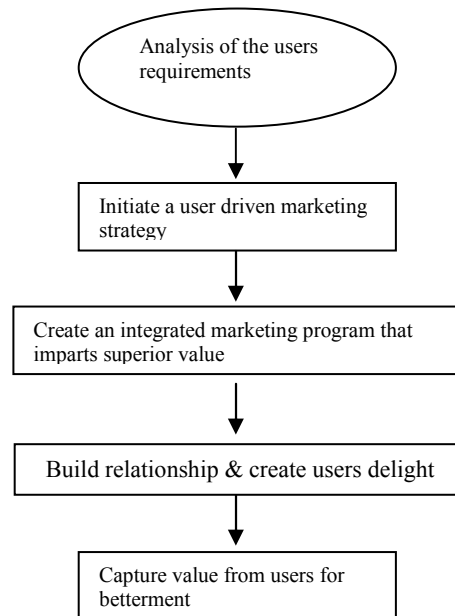 Analysis of the users
requirements
Initiate a user driven marketing
strategy
Create an integrated marketing program that
imparts superior value
Build relationship & create users delight
Capture value from users for
betterment